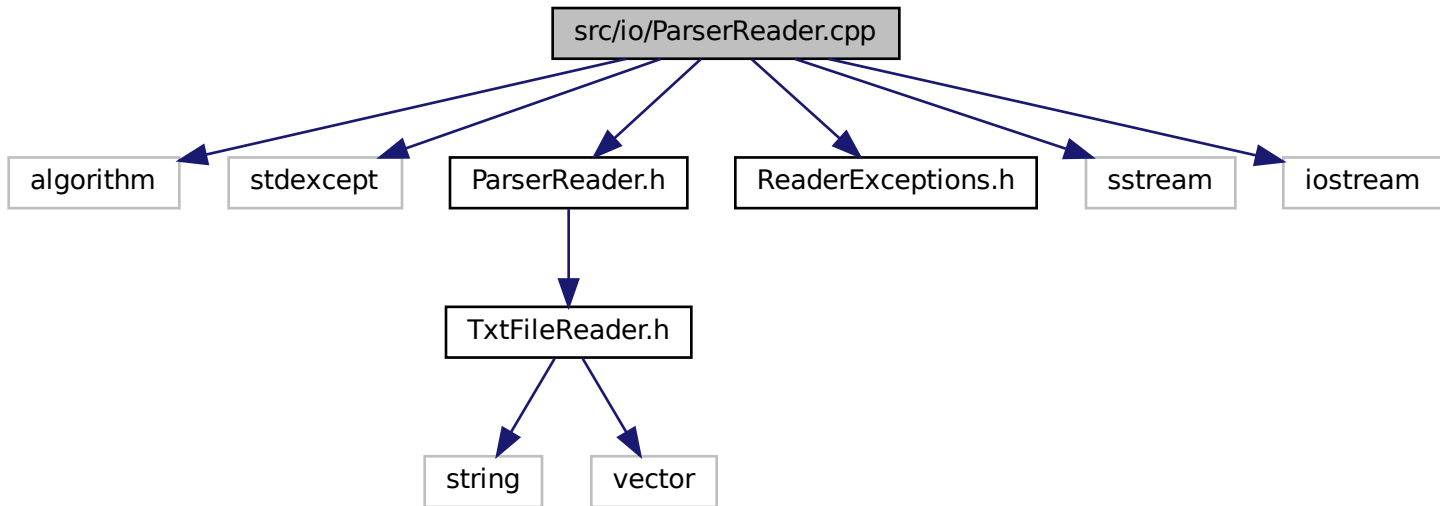 src/io/ParserReader.cpp
algorithm
stdexcept
ParserReader.h
ReaderExceptions.h
sstream
iostream
TxtFileReader.h
string
vector